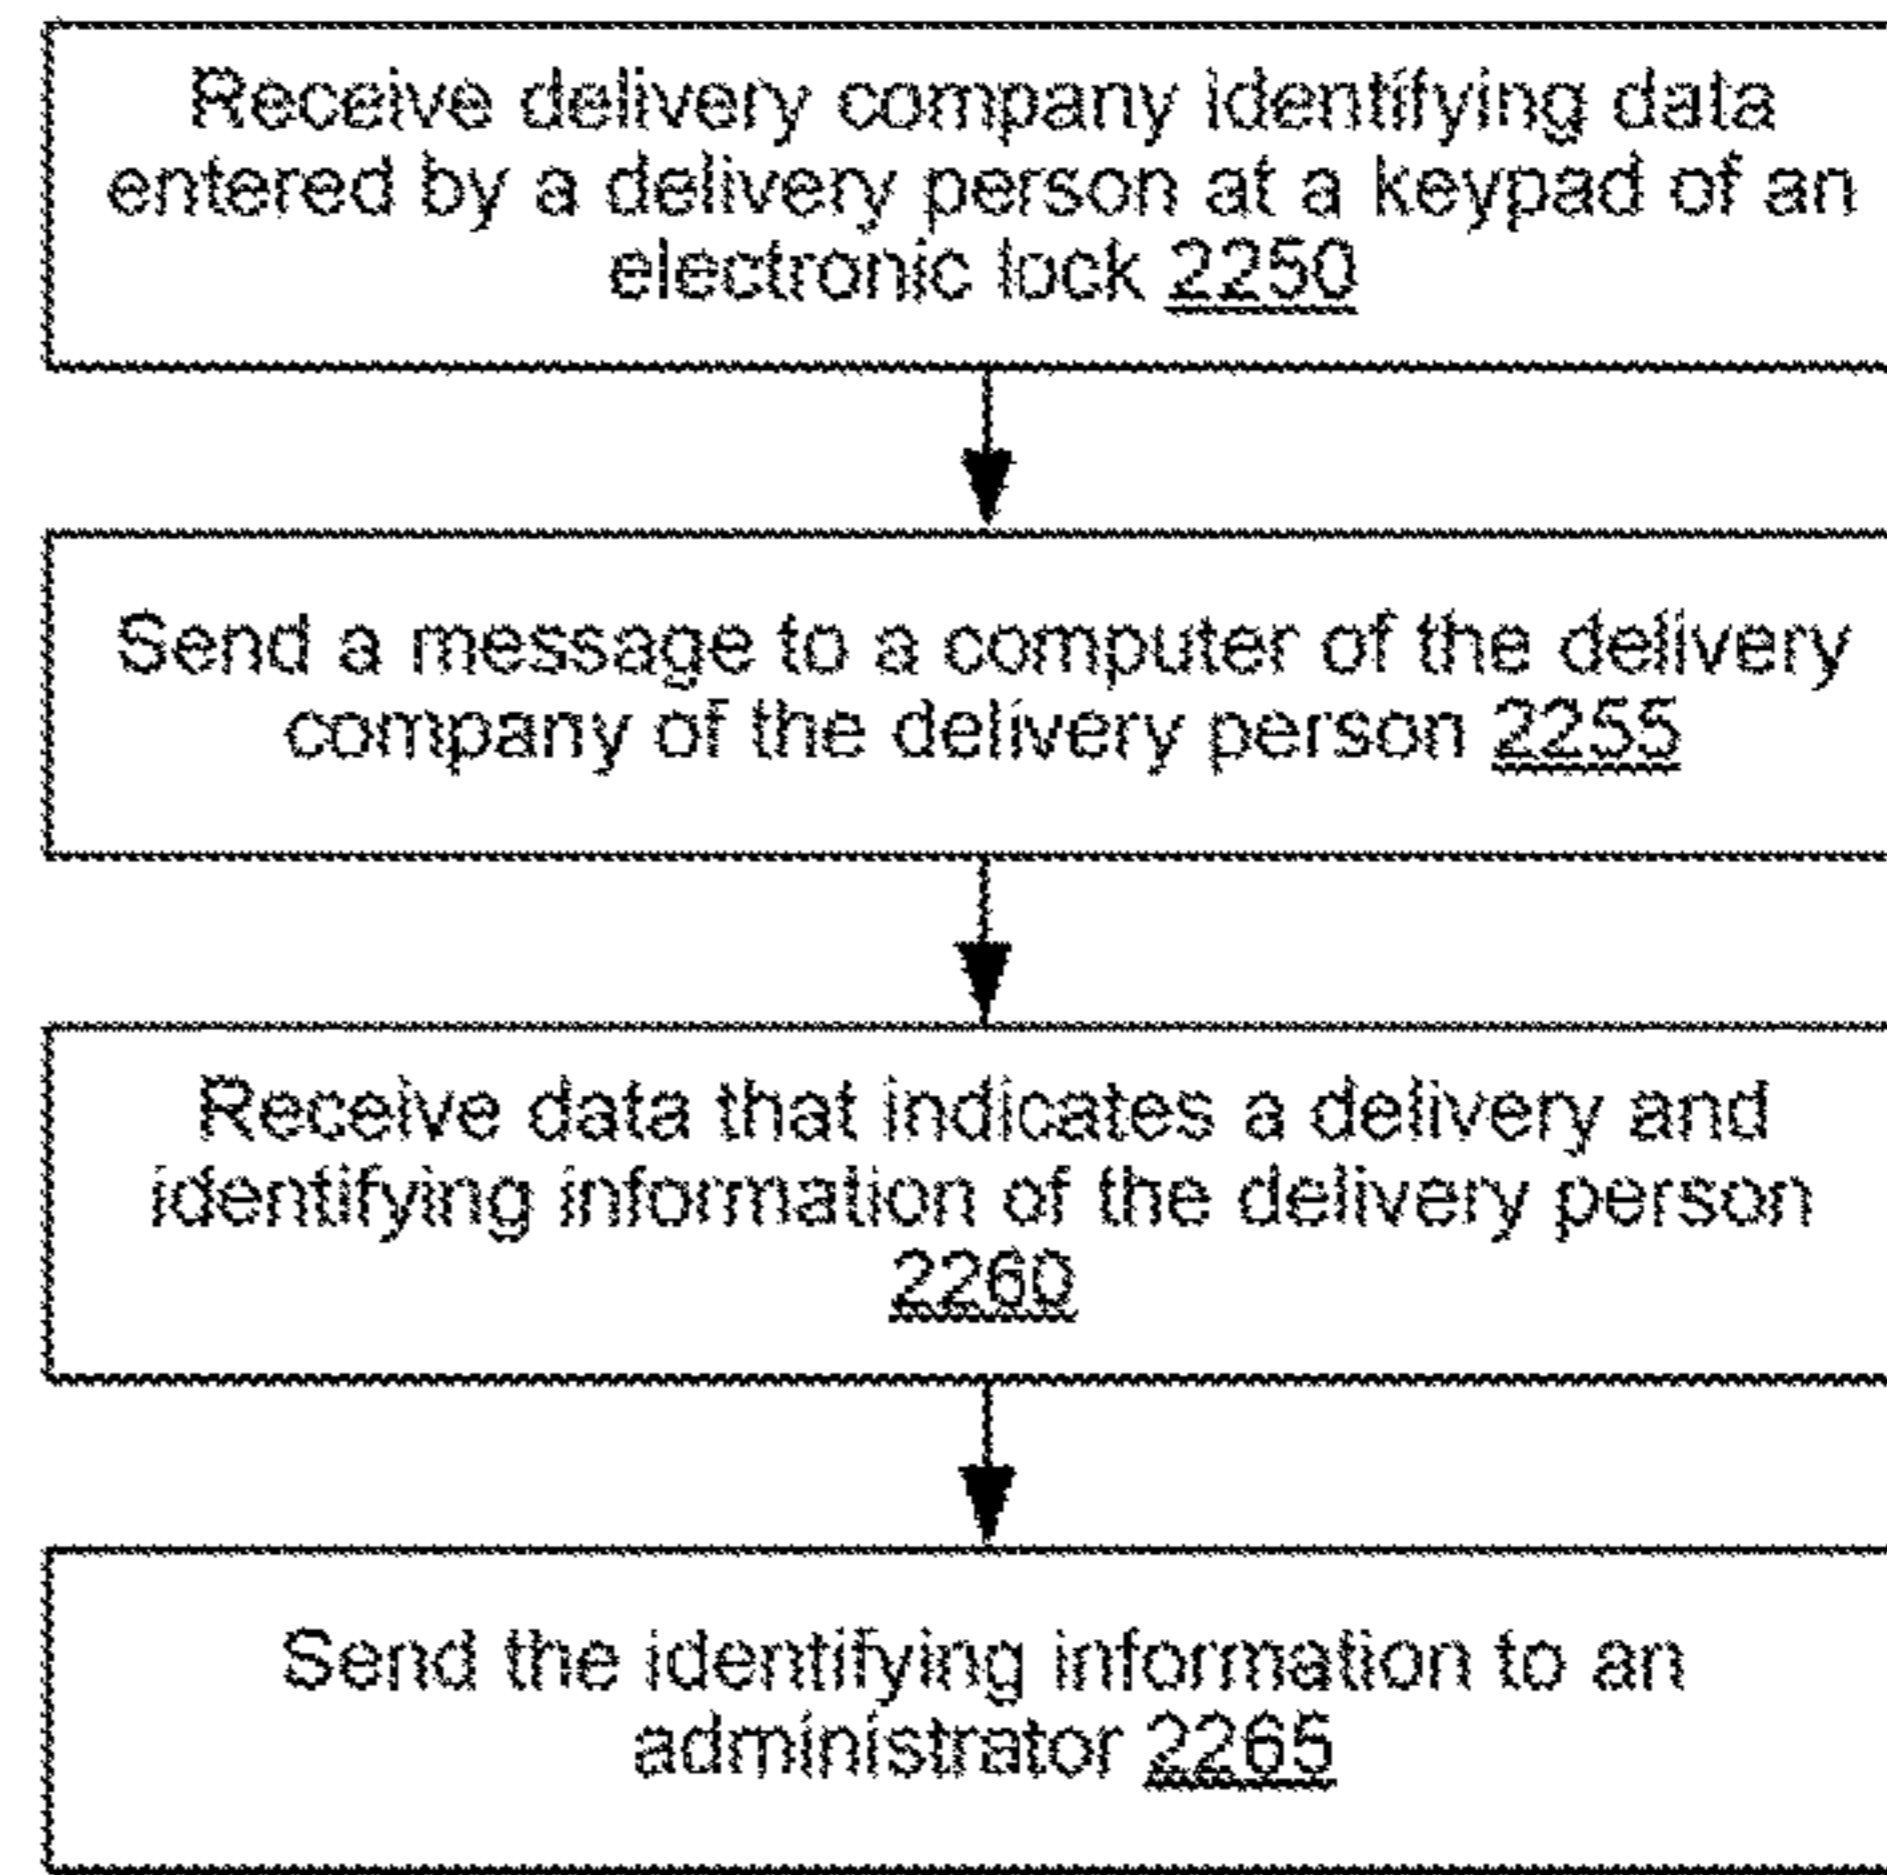 Receive delivery company identifying data
entered by a delivery person at a keypad of an
electronic lock 2250
Send a message to a computer of the delivery
company of the delivery person 2255
Receive data that indicates a delivery and
identifying information of the delivery person
2260
Send the identifying information to an
administrator 2265